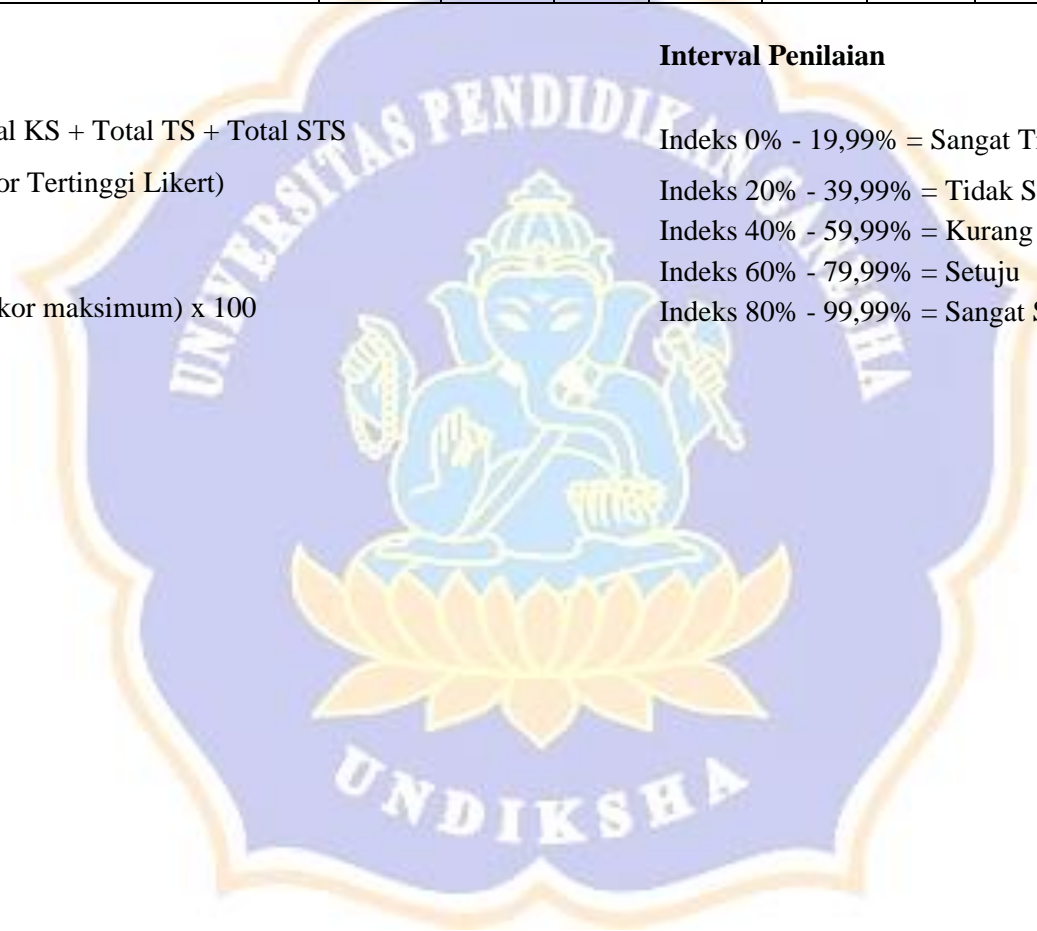 Interval Penilaian
al KS + Total TS + Total STS
or Tertinggi Likert)
kor maksimum) x 100
Indeks 0% - 19,99% = Sangat
Indeks 20% - 39,99% = Tidak
Indeks 40% - 59,99% = Kurang
Indeks 60% - 79,99% = Setuju
Indeks 80% - 99,99% = Sangat
UNIVERSITAS PENDIDIKAN GANESHA
UNDIKSHA